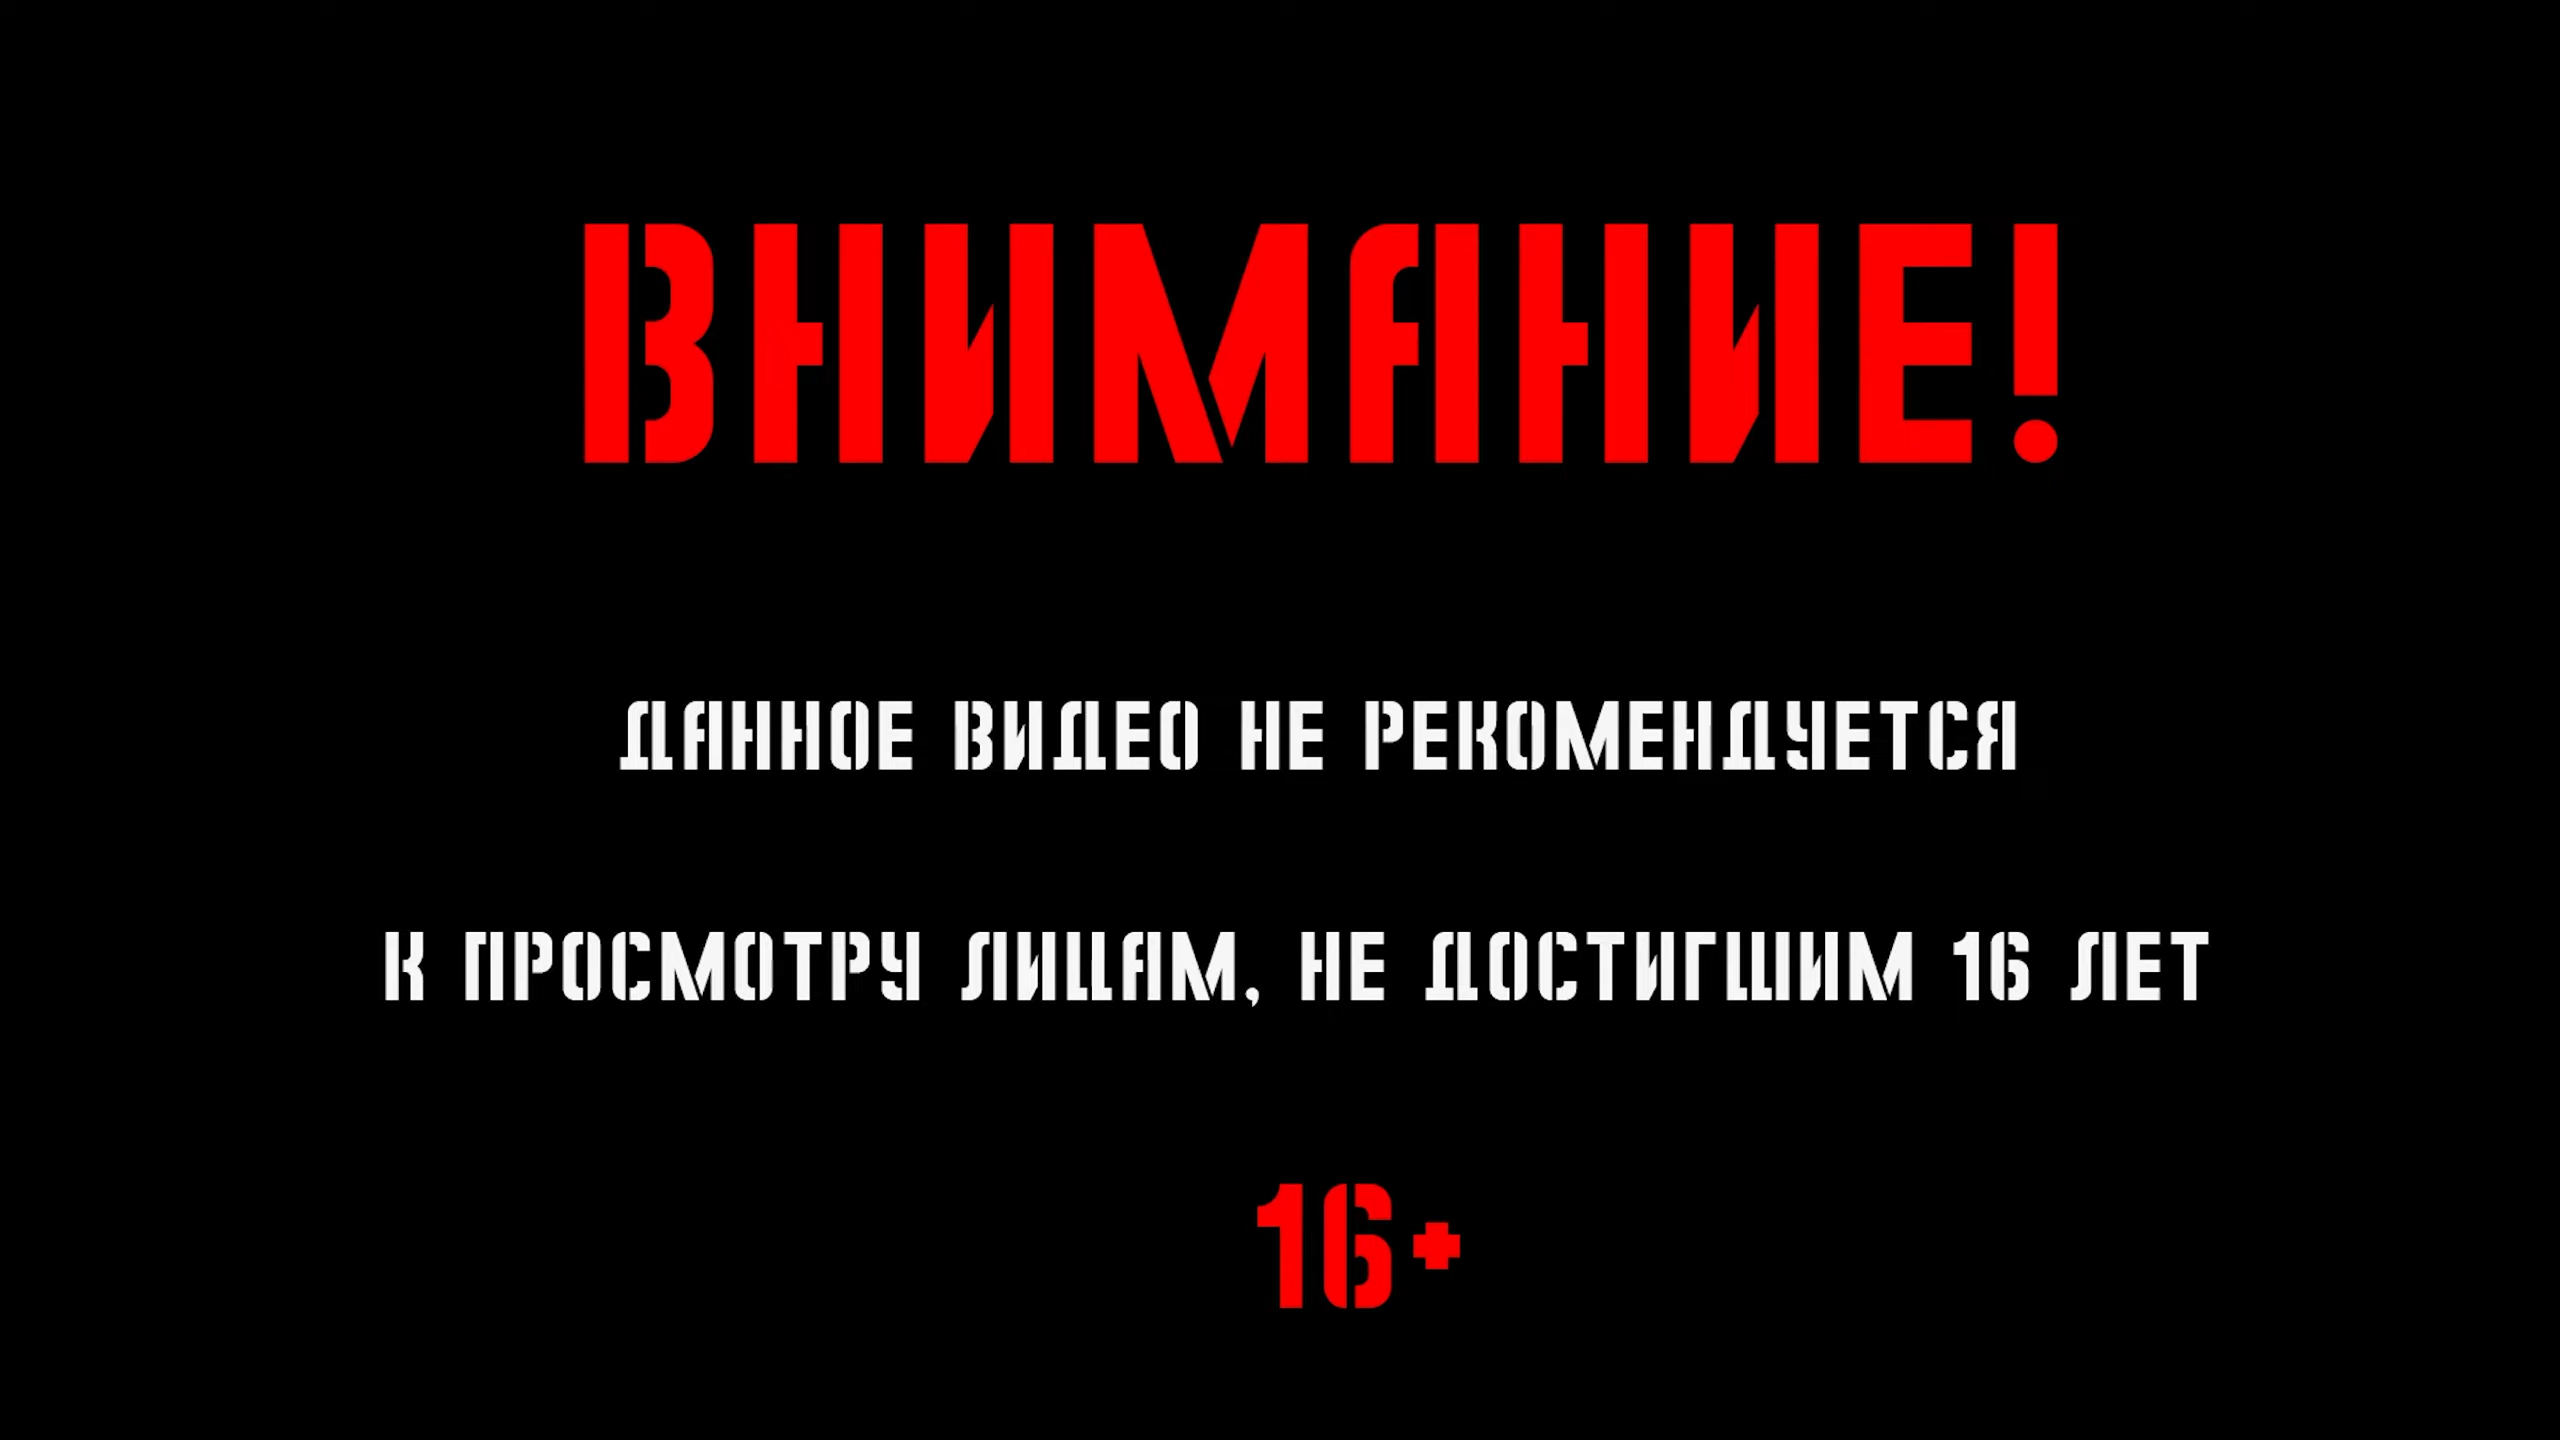 ВНИМАНИЕ!
ДАННОЕ ВИДЕО НЕ РЕКОМЕНДУЕТСЯ
К ПРОСМОТРУ ЛИЦАМ, НЕ ДОСТИГШИМ 16 ЛЕТ
16+